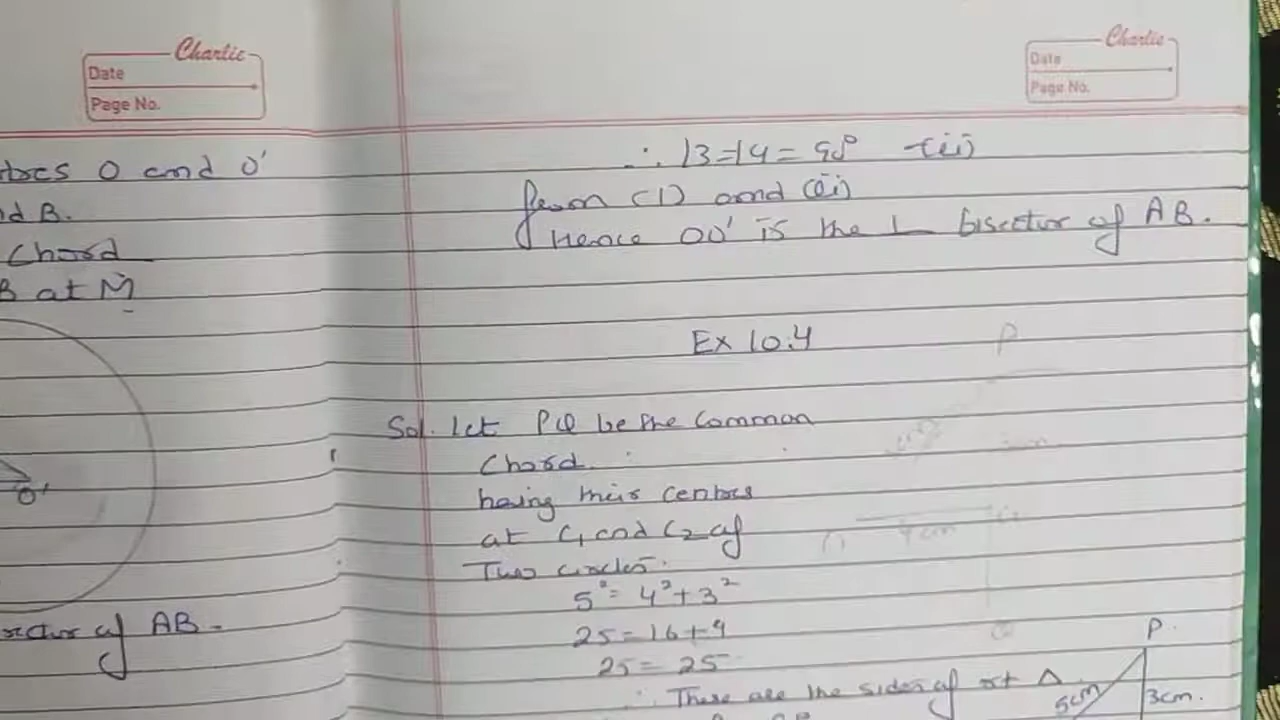 Charlie
Date
Page No.
O and O'
d B.
Chord
B at M
O'
of AB.
Charlie
Date
Page No.
∴ ∠3=∠4=90° -(ii)
from (1) and (ii)
Hence OO' is the ⊥ bisector of AB.
Ex 10.4
Sol. Let PQ be the Common
Chord.
having their centres
at C₁ and C₂ of
Two circles.
5²= 4²+3²
25=16+9
25= 25
∴ These are the sides of rt Δ
P.
5cm
3cm.
4cm